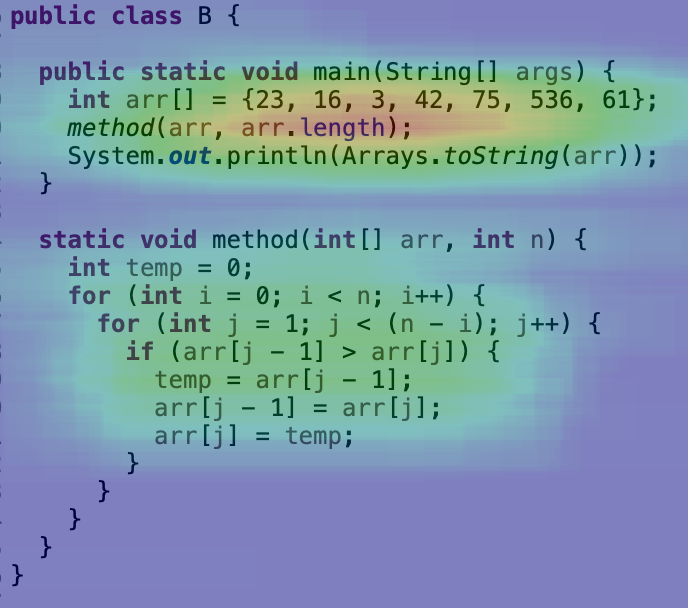 public class B {
public static void main(String[] args) {
int arr[] = {23, 16, 3, 42, 75, 536, 61};
method(arr, arr.length);
System.out.println(Arrays.toString(arr));
}
static void method(int[] arr, int n) {
int temp = 0;
for (int i = 0; i < n; i++) {
for (int j = 1; j < (n - i); j++) {
if (arr[j - 1] > arr[j]) {
temp = arr[j - 1];
arr[j - 1] = arr[j];
arr[j] = temp;
}
}
}
}
}